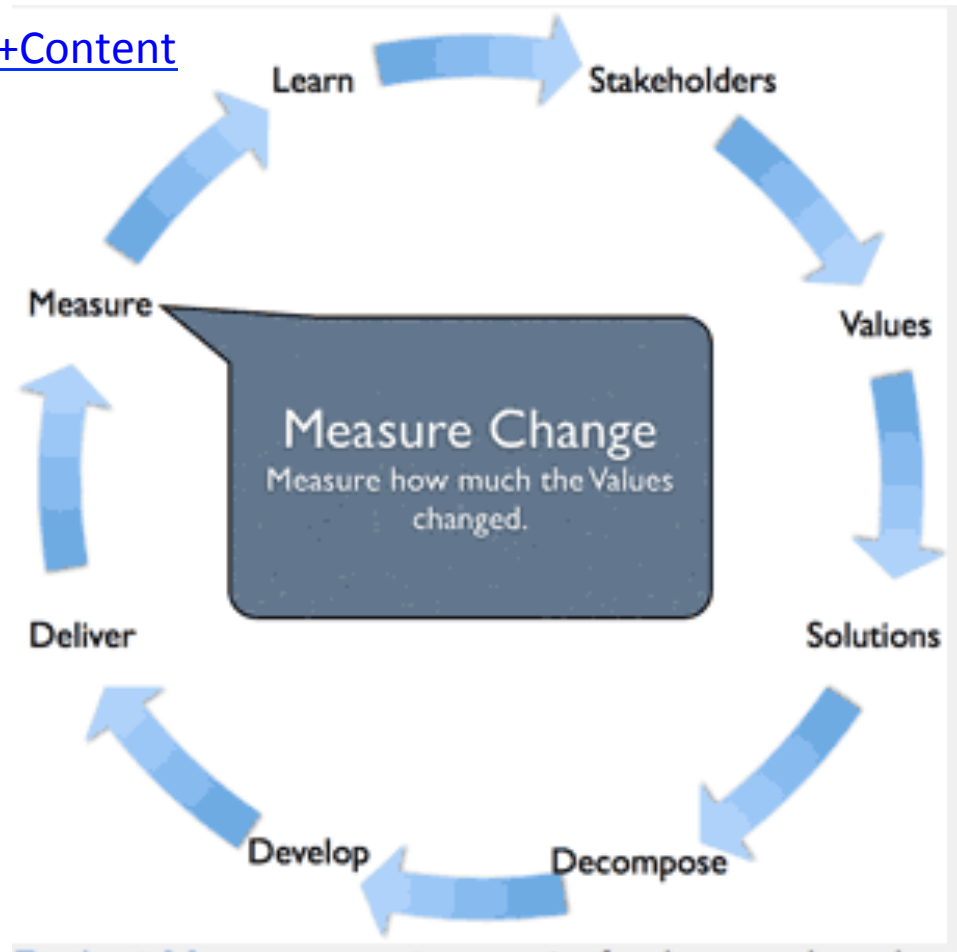 +Content
Learn
Stakeholders
Measure
Values
Measure Change
Measure how much the Values
changed.
Deliver
Solutions
Develop
Decompose